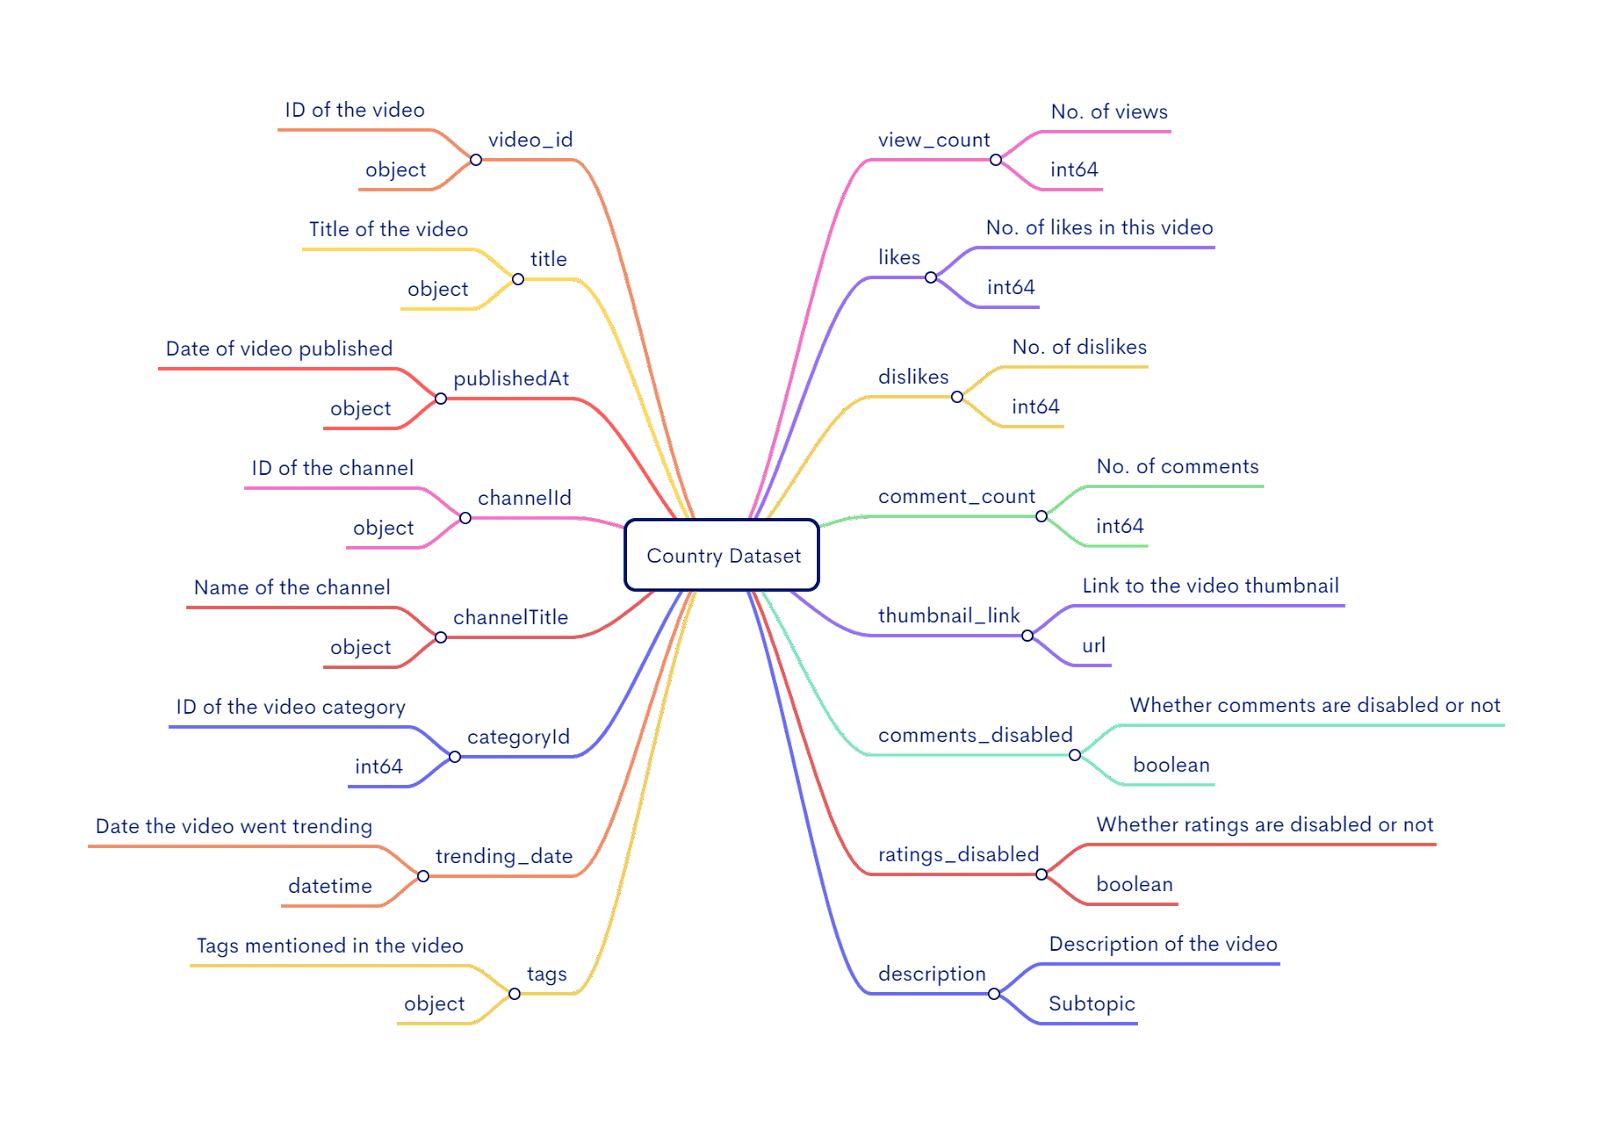 ID of the video
video_id
object
Title of the video
title
object
Date of video published
publishedAt
object
ID of the channel
channelId
object
Name of the channel
channelTitle
object
ID of the video category
categoryId
int64
Date the video went trending
trending_date
datetime
Tags mentioned in the video
tags
object
Country Dataset
No. of views
view_count
int64
No. of likes in this video
likes
int64
No. of dislikes
dislikes
int64
No. of comments
comment_count
int64
Link to the video thumbnail
thumbnail_link
url
Whether comments are disabled or not
comments_disabled
boolean
Whether ratings are disabled or not
ratings_disabled
boolean
Description of the video
description
Subtopic